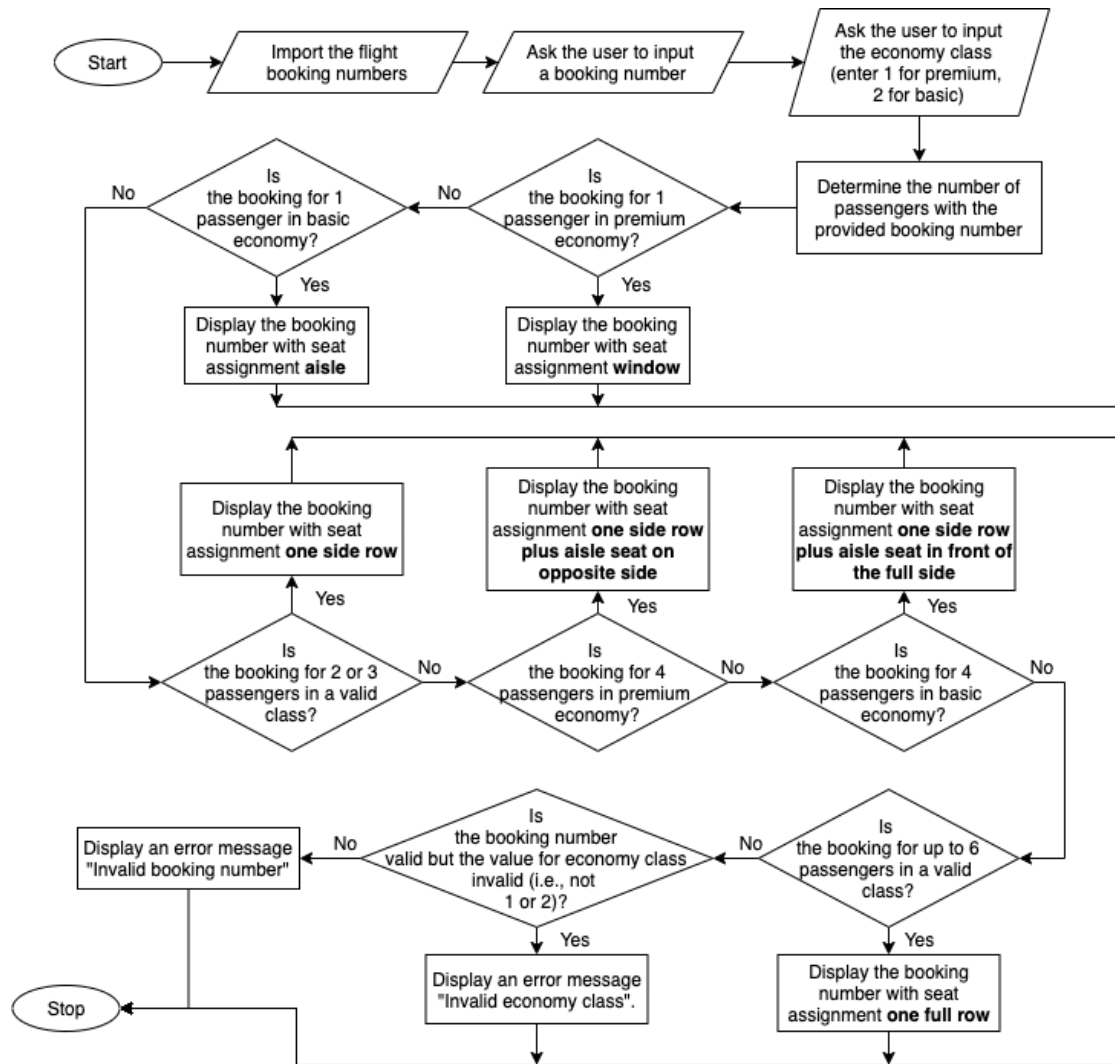 Start
Import the flight
booking numbers
Ask the user to input
a booking number
Ask the user to input
the economy class
(enter 1 for premium,
2 for basic)
Determine the number of
passengers with the
provided booking number
Is
the booking for 1
passenger in premium
economy?
No
Yes
Display the booking
number with seat
assignment window
Is
the booking for 1
passenger in basic
economy?
No
Yes
Display the booking
number with seat
assignment aisle
Is
the booking for 2 or 3
passengers in a valid
class?
Yes
Display the booking
number with seat
assignment one side row
No
Is
the booking for 4
passengers in premium
economy?
Yes
Display the booking
number with seat
assignment one side row
plus aisle seat on
opposite side
No
Is
the booking for 4
passengers in basic
economy?
Yes
Display the booking
number with seat
assignment one side row
plus aisle seat in front of
the full side
No
Is
the booking for up to 6
passengers in a valid
class?
Yes
Display the booking
number with seat
assignment one full row
No
Is
the booking number
valid but the value for economy class
invalid (i.e., not
1 or 2)?
Yes
Display an error message
"Invalid economy class".
No
Display an error message
"Invalid booking number"
Stop